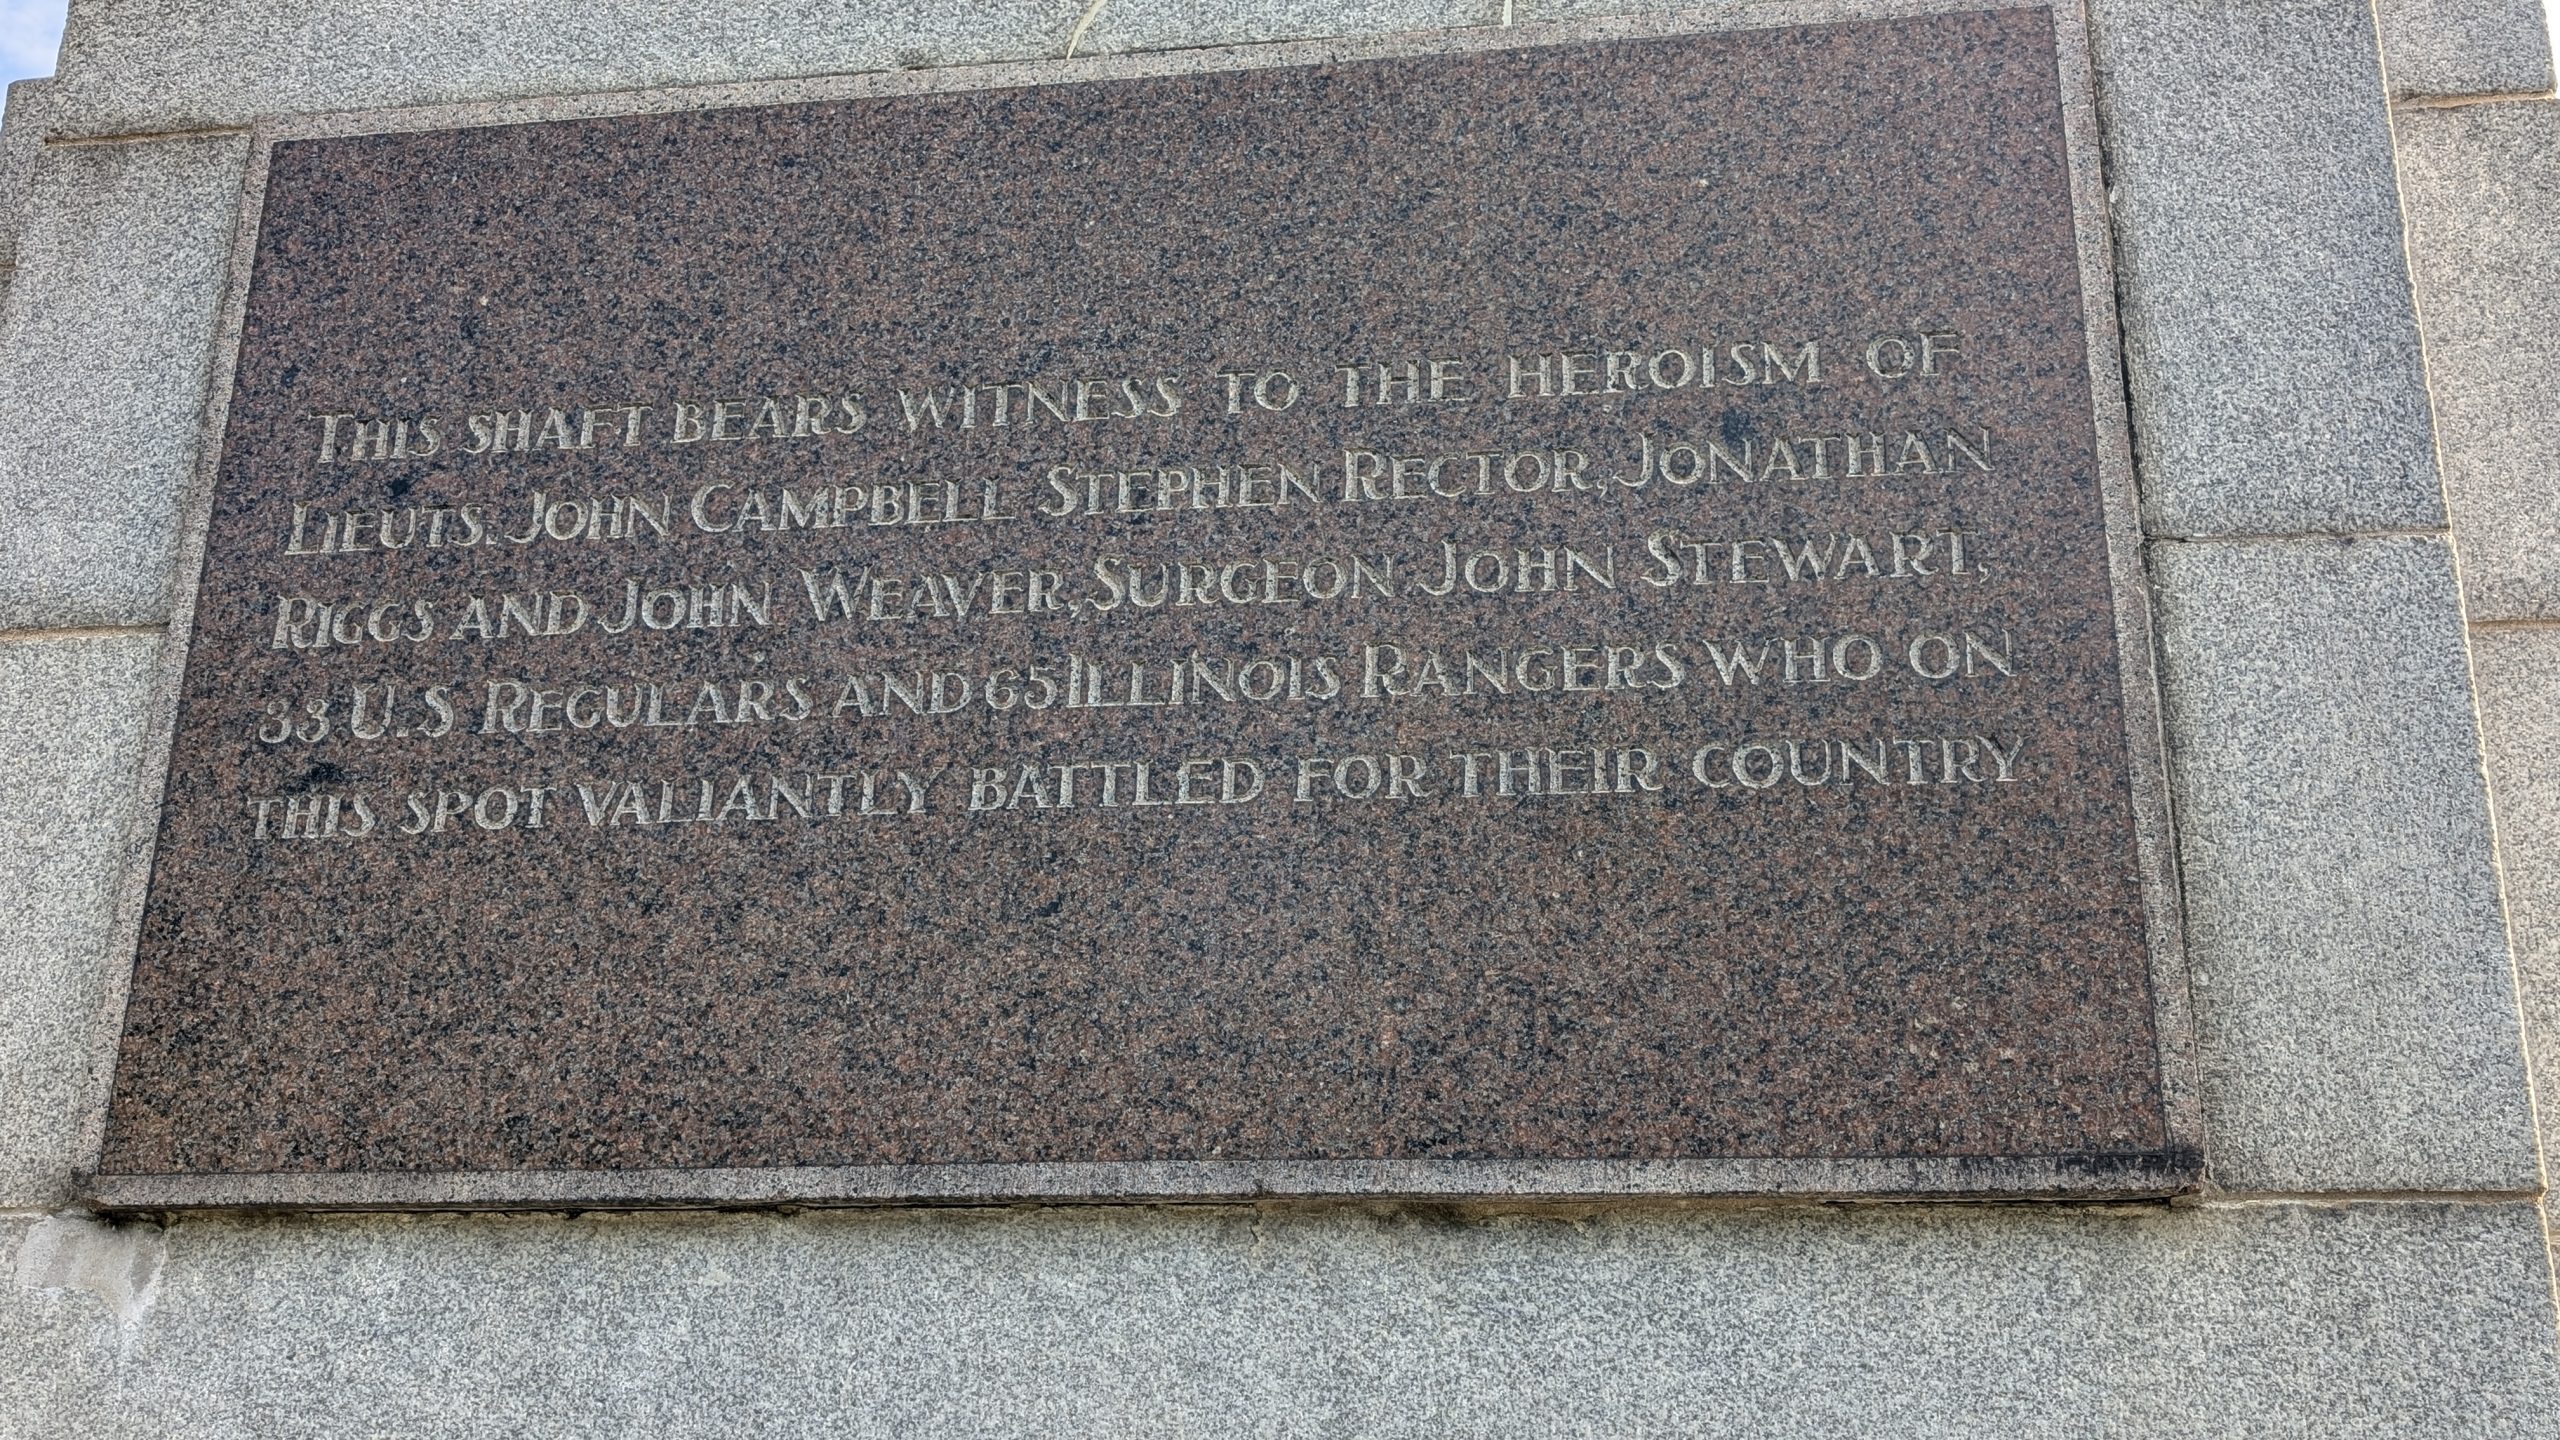 THIS SHAFT BEARS WITNESS TO THE HEROISM OF
LIEUTS. JOHN CAMPBELL STEPHEN RECTOR, JONATHAN
RIGGS AND JOHN WEAVER, SURGEON JOHN STEWART,
33 U.S REGULARS AND 65 ILLINOIS RANGERS WHO ON
THIS SPOT VALIANTLY BATTLED FOR THEIR COUNTRY